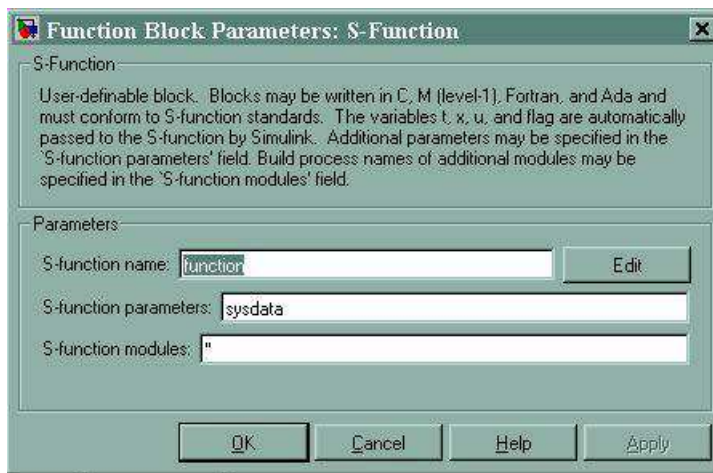 Function Block Parameters: S-Function
S-Function
User-definable block. Blocks may be written in C, M (level-1), Fortran, and Ada and
must conform to S-function standards. The variables t, x, u, and flag are automatically
passed to the S-function by Simulink. Additional parameters may be specified in the
'S-function parameters' field. Build process names of additional modules may be
specified in the 'S-function modules' field.
Parameters
S-function name: function Edit
S-function parameters: sysdata
S-function modules: ''
OK Cancel Help Apply